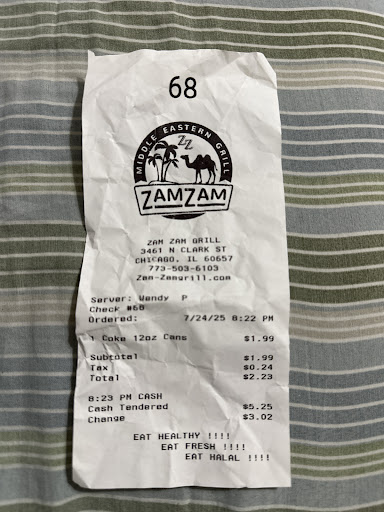 68
MIDDLE EASTERN GRILL
ZZ
ZAMZAM
ZAM ZAM GRILL
3461 N CLARK ST
CHICAGO, IL 60657
773-503-6103
Zam-Zamgrill.com
Server: Wendy P
Check #68
Ordered: 7/24/25 8:22 PM
1 Coke 12oz Cans $1.99
Subtotal $1.99
Tax $0.24
Total $2.23
8:23 PM CASH
Cash Tendered $5.25
Change $3.02
EAT HEALTHY !!!!
EAT FRESH !!!!
EAT HALAL !!!!